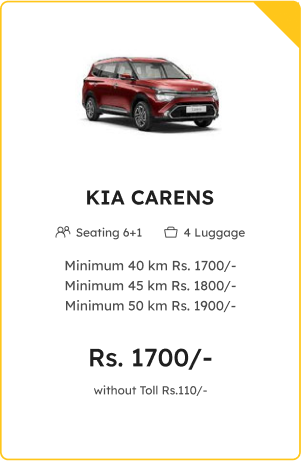 KIA CARENS
Seating 6+1 4 Luggage
Minimum 40 km Rs. 1700/-
Minimum 45 km Rs. 1800/-
Minimum 50 km Rs. 1900/-
Rs. 1700/-
without Toll Rs.110/-